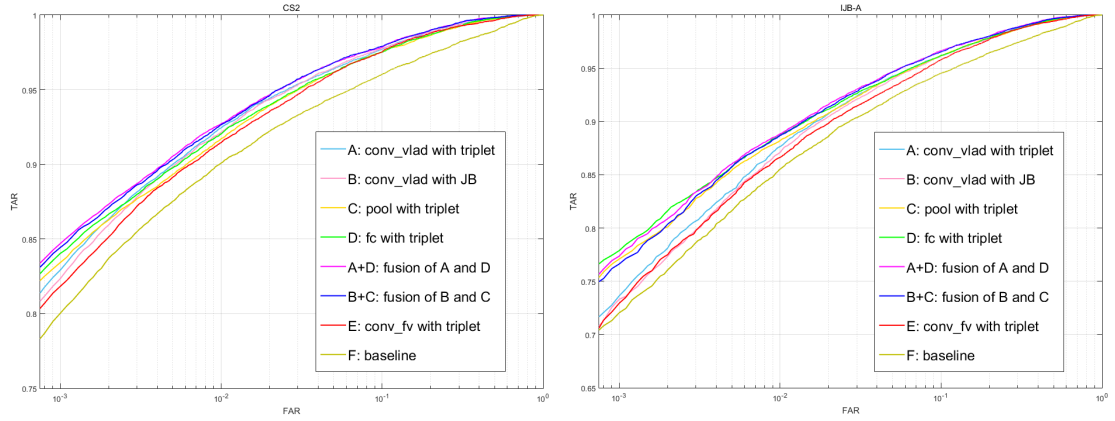 CS2
1
0.95
0.9
0.85
0.8
0.75
TAR
A: conv_vlad with triplet
B: conv_vlad with JB
C: pool with triplet
D: fc with triplet
A+D: fusion of A and D
B+C: fusion of B and C
E: conv_fv with triplet
F: baseline
10-3
10-2
10-1
100
FAR
IJB-A
1
0.95
0.9
0.85
0.8
0.75
0.7
0.65
TAR
A: conv_vlad with triplet
B: conv_vlad with JB
C: pool with triplet
D: fc with triplet
A+D: fusion of A and D
B+C: fusion of B and C
E: conv_fv with triplet
F: baseline
10-3
10-2
10-1
100
FAR